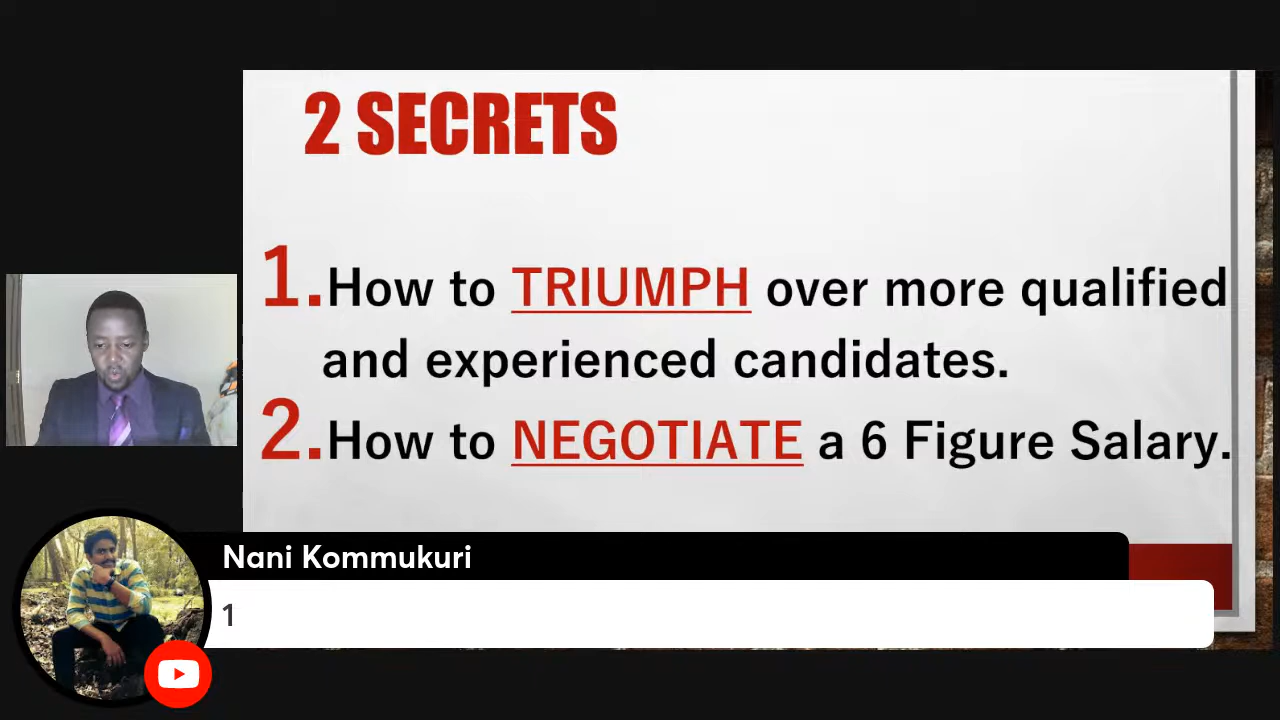 2 SECRETS
1.How to TRIUMPH over more qualified
and experienced candidates.
2.How to NEGOTIATE a 6 Figure Salary.
Nani Kommukuri
1